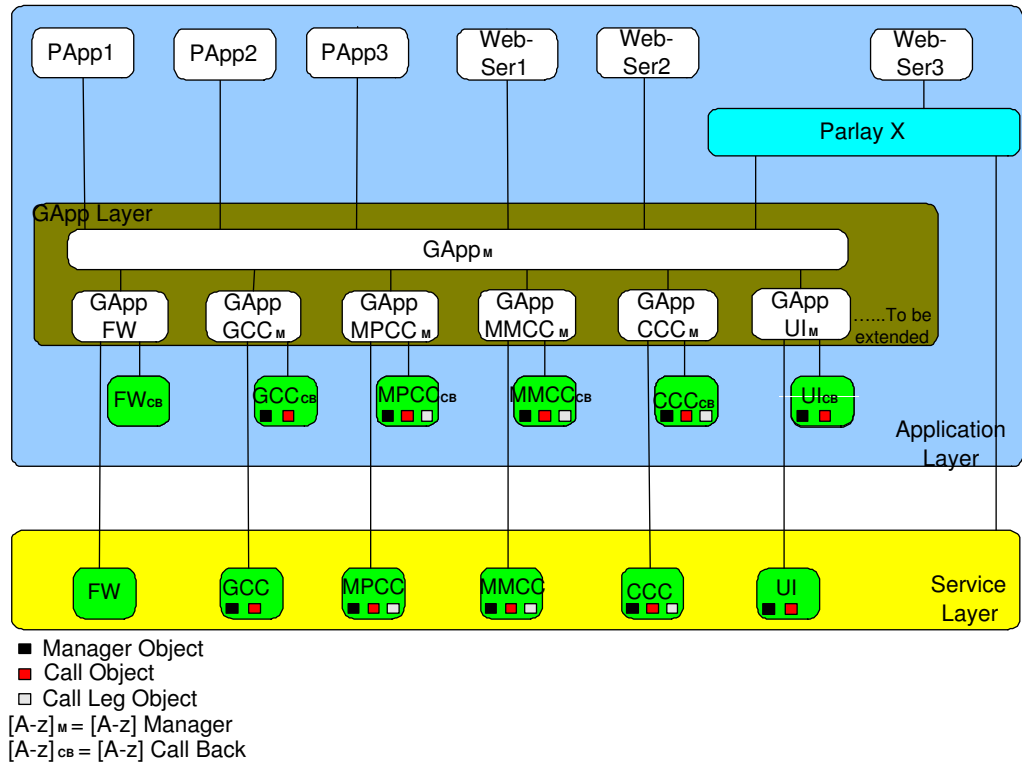 PApp1
PApp2
PApp3
Web-
Ser1
Web-
Ser2
Web-
Ser3
Parlay X
GApp Layer
GAppM
GApp
FW
GApp
GCCM
GApp
MPCCM
GApp
MMCCM
GApp
CCCM
GApp
UIM
......To be
extended
FWCB
GCCCB
MPCCCB
MMCCCB
CCCCB
UICB
Application
Layer
FW
GCC
MPCC
MMCC
CCC
UI
Service
Layer
Manager Object
Call Object
Call Leg Object
[A-z]M = [A-z] Manager
[A-z]CB = [A-z] Call Back